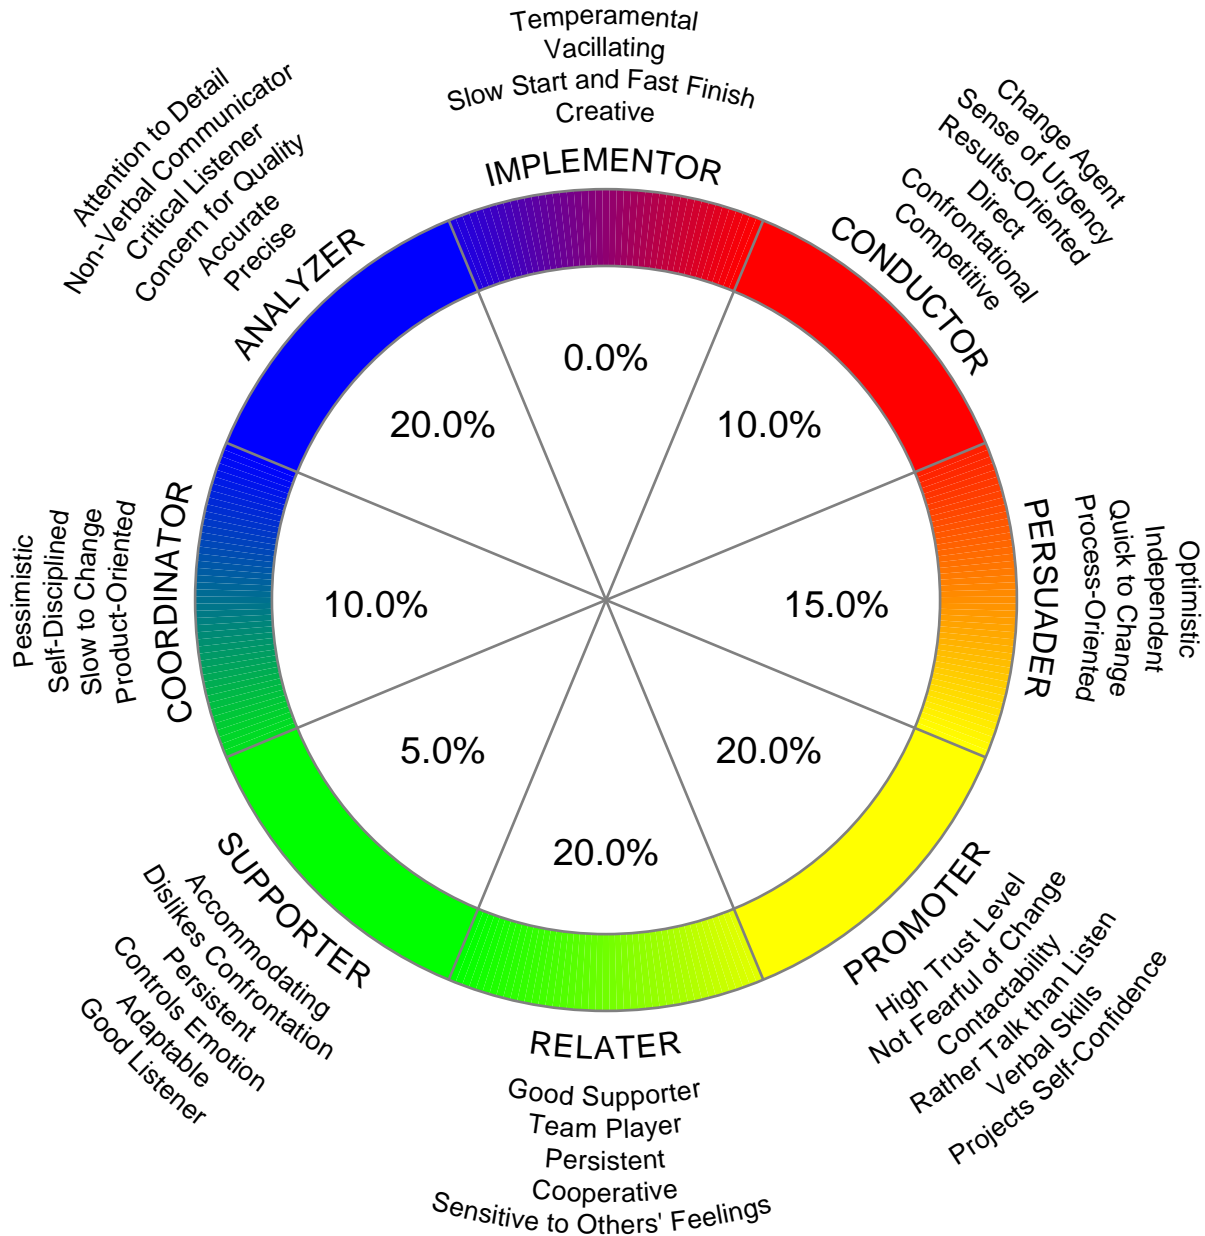 Temperamental
Vacillating
Slow Start and Fast Finish
Creative
IMPLEMENTOR
0.0%
Change Agent
Sense of Urgency
Results-Oriented
Direct
Confrontational
Competitive
CONDUCTOR
10.0%
Optimistic
Independent
Quick to Change
Process-Oriented
PERSUADER
15.0%
PROMOTER
High Trust Level
Not Fearful of Change
Contactability
Rather Talk than Listen
Verbal Skills
Projects Self-Confidence
20.0%
RELATER
Good Supporter
Team Player
Persistent
Cooperative
Sensitive to Others' Feelings
20.0%
SUPPORTER
Accommodating
Dislikes Confrontation
Persistent
Controls Emotion
Adaptable
Good Listener
5.0%
Pessimistic
Self-Disciplined
Slow to Change
Product-Oriented
COORDINATOR
10.0%
Attention to Detail
Non-Verbal Communicator
Critical Listener
Concern for Quality
Accurate
Precise
ANALYZER
20.0%